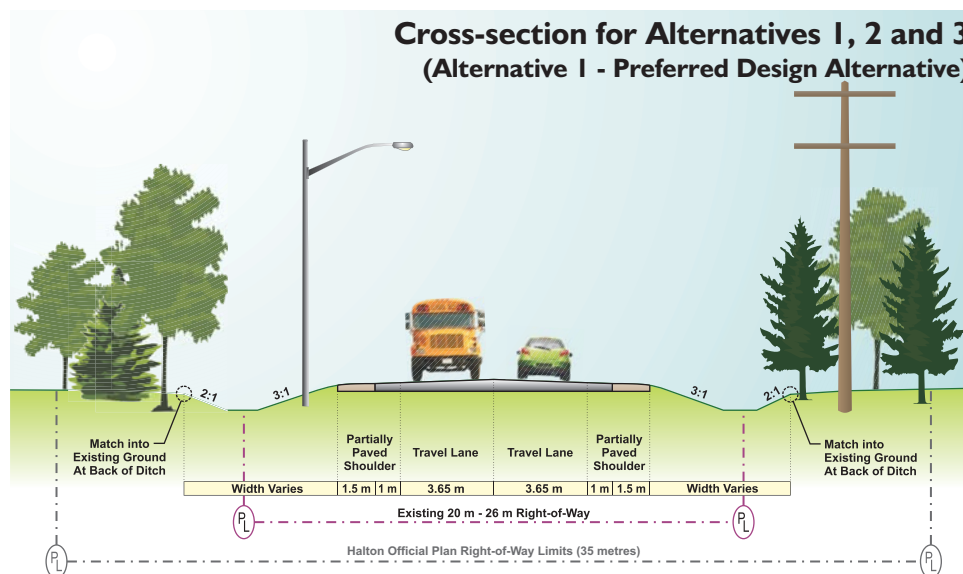 Cross-section for Alternatives 1, 2 and 3
(Alternative 1 - Preferred Design Alternative)
2:1
3:1
3:1
2:1
Match into
Existing Ground
At Back of Ditch
Partially
Paved
Shoulder
Travel Lane
Travel Lane
Partially
Paved
Shoulder
Match into
Existing Ground
At Back of Ditch
Width Varies
1.5 m
1 m
3.65 m
3.65 m
1 m
1.5 m
Width Varies
Existing 20 m - 26 m Right-of-Way
PL
PL
Halton Official Plan Right-of-Way Limits (35 metres)
PL
PL